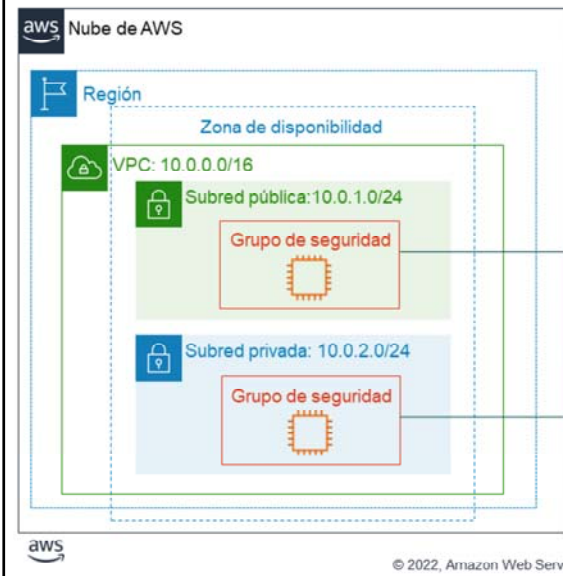 aws Nube de AWS
Región
Zona de disponibilidad
VPC: 10.0.0.0/16
Subred pública:10.0.1.0/24
Grupo de seguridad
Subred privada: 10.0.2.0/24
Grupo de seguridad
aws
© 2022, Amazon Web Serv